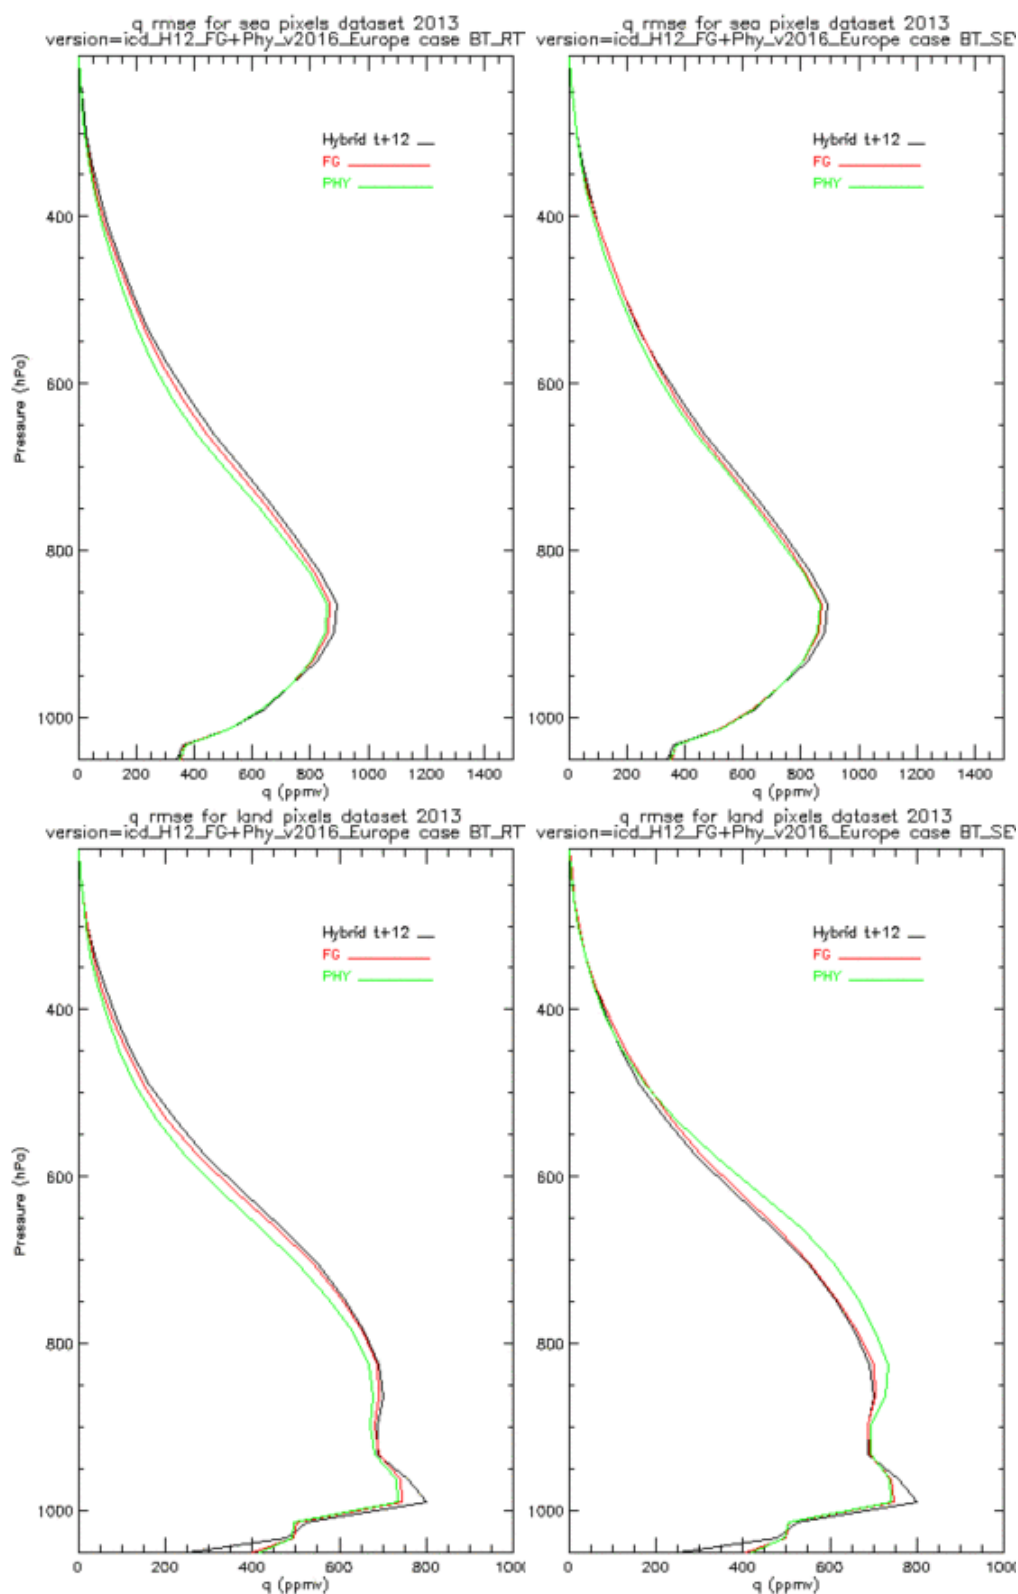 q rmse for sea pixels dataset 2013
version=icd_H12_FG+Phy_v2016_Europe case BT_RT
Hybrid t+12
FG
PHY
400
600
800
1000
Pressure (hPa)
0 200 400 600 800 1000 1200 1400
q (ppmv)
q rmse for sea pixels dataset 2013
version=icd_H12_FG+Phy_v2016_Europe case BT_SEV
Hybrid t+12
FG
PHY
400
600
800
1000
0 200 400 600 800 1000 1200 1400
q (ppmv)
q rmse for land pixels dataset 2013
version=icd_H12_FG+Phy_v2016_Europe case BT_RT
Hybrid t+12
FG
PHY
400
600
800
1000
Pressure (hPa)
0 200 400 600 800 1000
q (ppmv)
q rmse for land pixels dataset 2013
version=icd_H12_FG+Phy_v2016_Europe case BT_SEV
Hybrid t+12
FG
PHY
400
600
800
1000
0 200 400 600 800 1000
q (ppmv)